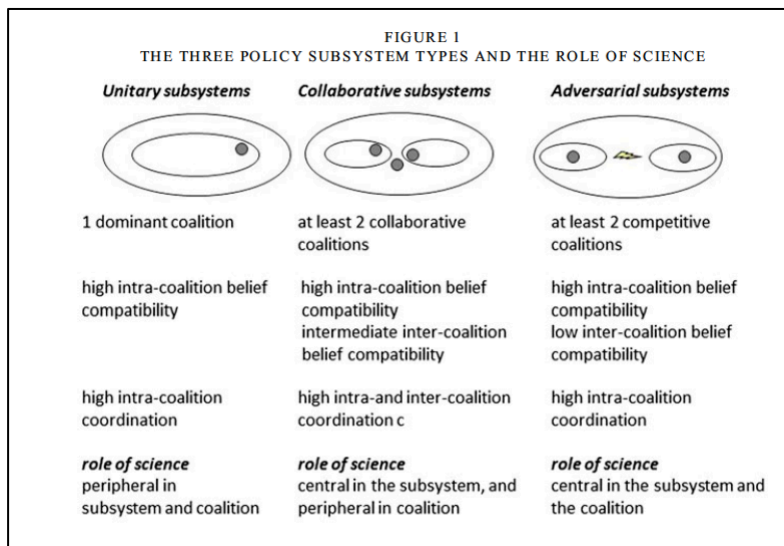 FIGURE 1
THE THREE POLICY SUBSYSTEM TYPES AND THE ROLE OF SCIENCE
Unitary subsystems
1 dominant coalition
high intra-coalition belief
compatibility
high intra-coalition
coordination
role of science
peripheral in
subsystem and coalition
Collaborative subsystems
at least 2 collaborative
coalitions
high intra-coalition belief
compatibility
intermediate inter-coalition
belief compatibility
high intra-and inter-coalition
coordination c
role of science
central in the subsystem, and
peripheral in coalition
Adversarial subsystems
at least 2 competitive
coalitions
high intra-coalition belief
compatibility
low inter-coalition belief
compatibility
high intra-coalition
coordination
role of science
central in the subsystem and
the coalition